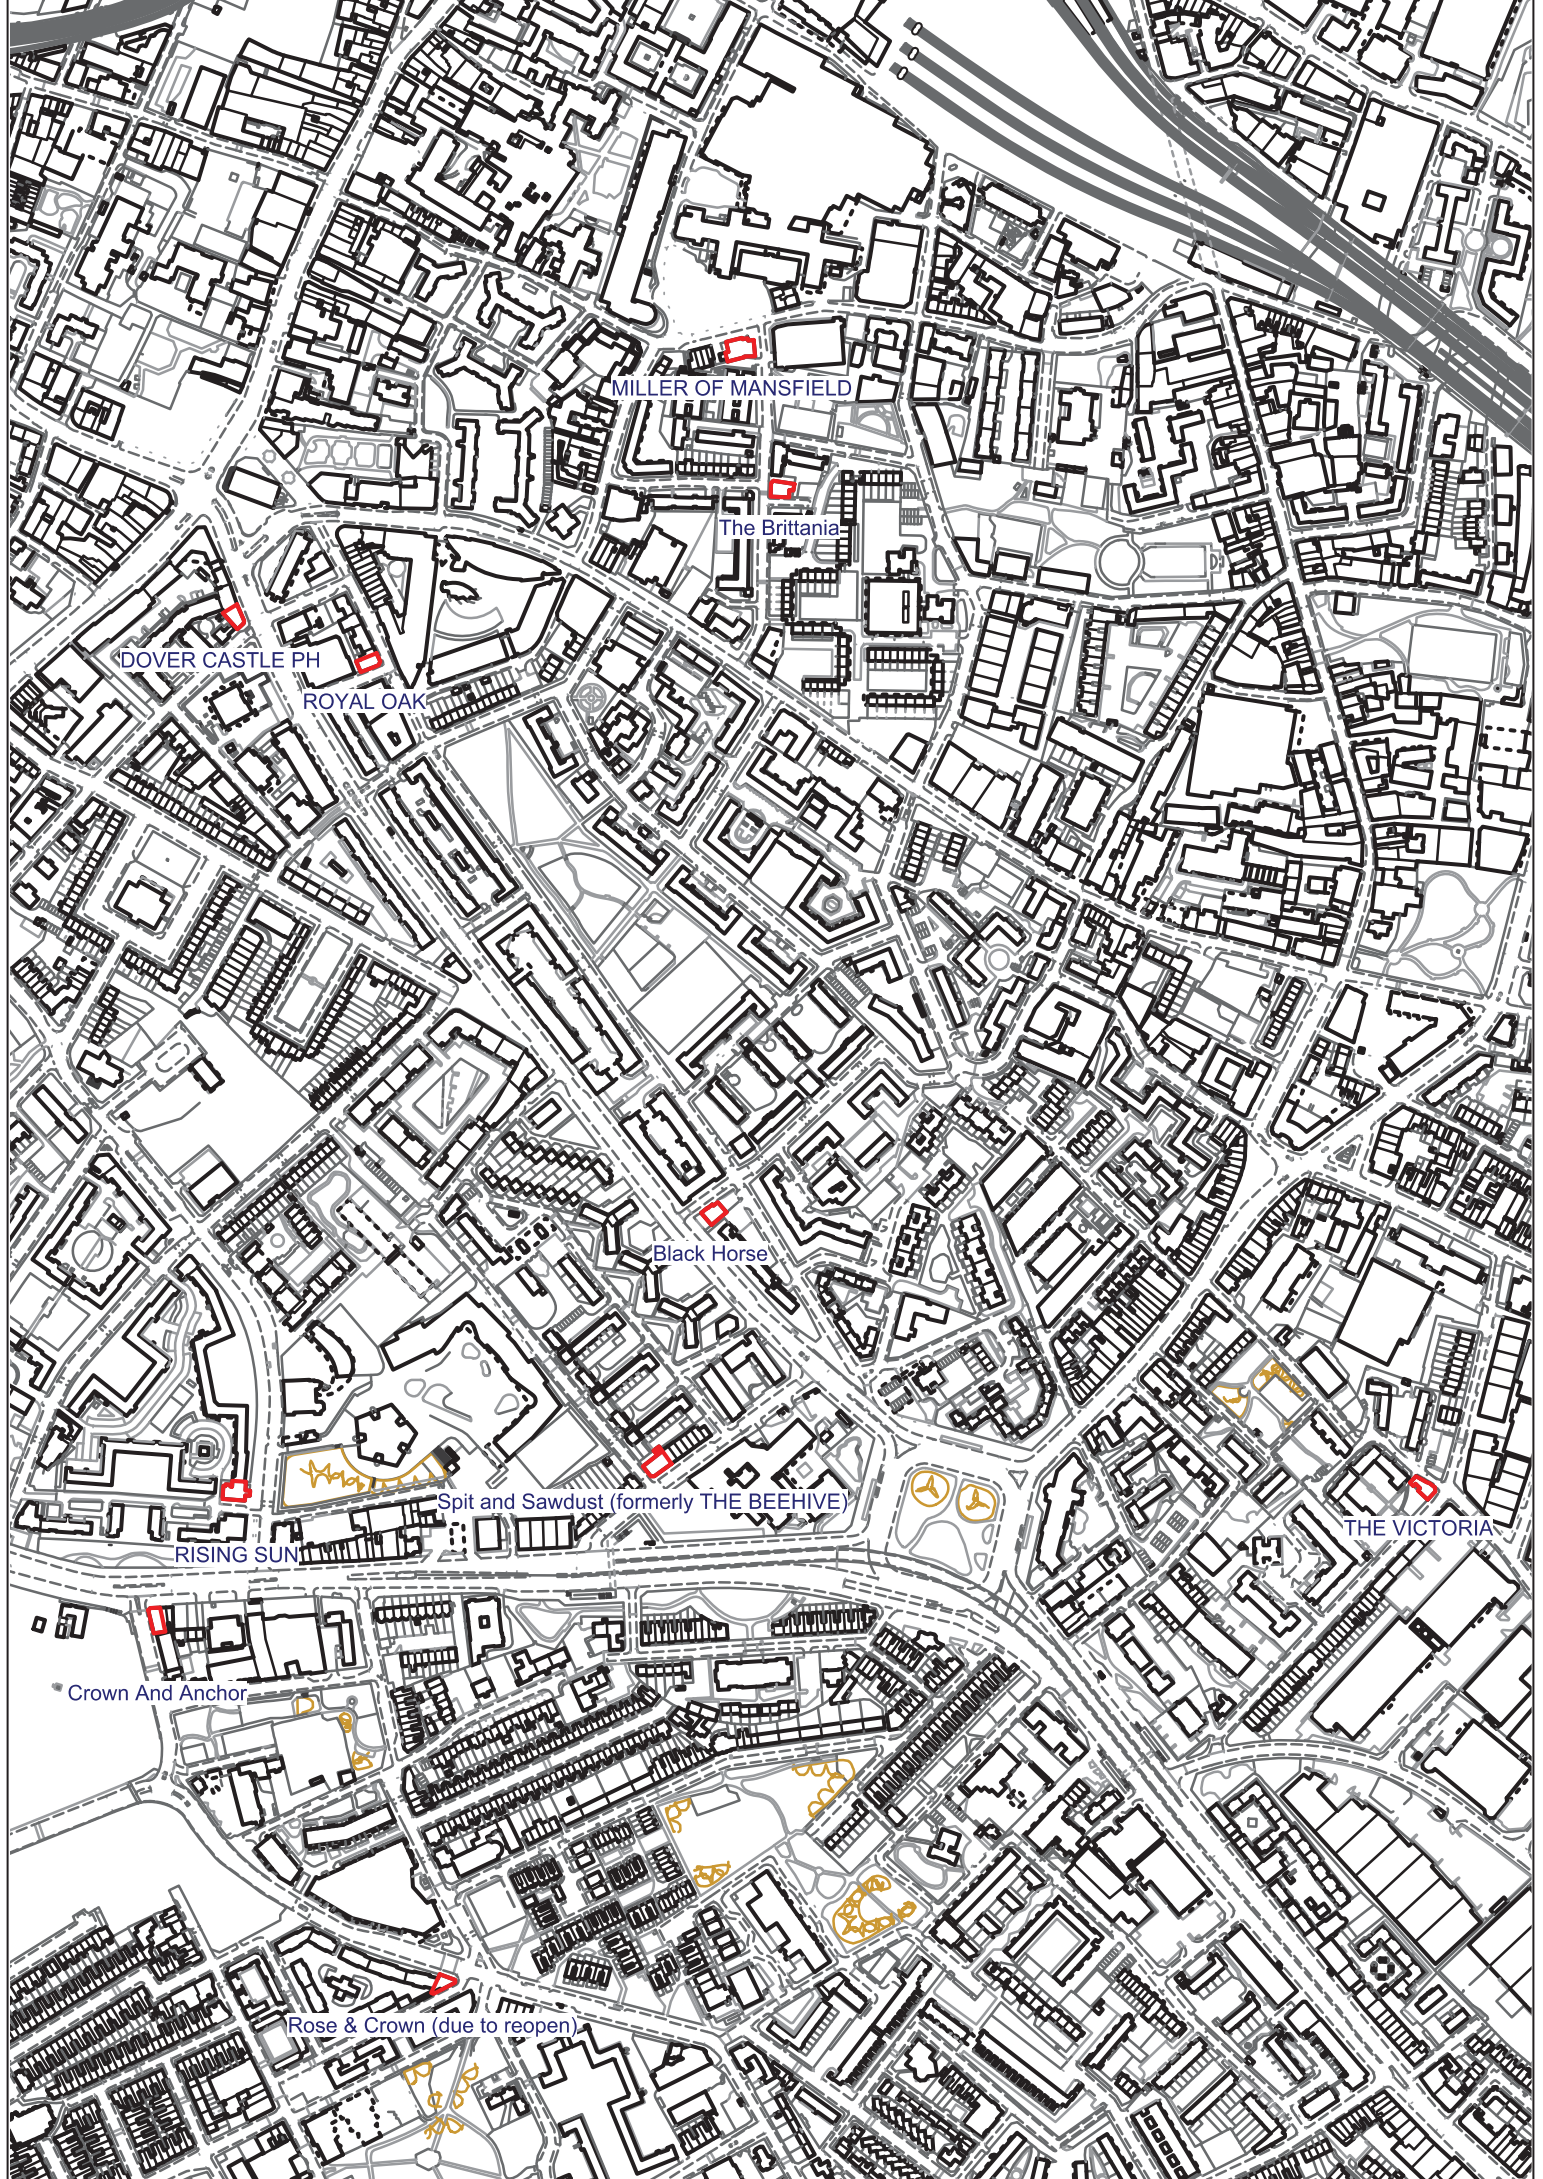 MILLER OF MANSFIELD
The Brittania
DOVER CASTLE PH
ROYAL OAK
Black Horse
Spit and Sawdust (formerly THE BEEHIVE)
THE VICTORIA
RISING SUN
Crown And Anchor
Rose & Crown (due to reopen)